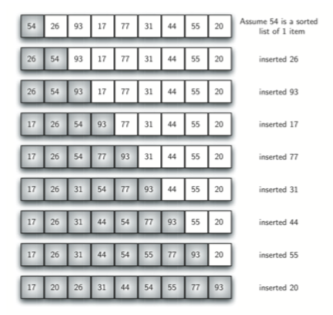 54 26 93 17 77 31 44 55 20 Assume 54 is a sorted
list of 1 item
26 54 93 17 77 31 44 55 20 inserted 26
26 54 93 17 77 31 44 55 20 inserted 93
17 26 54 93 77 31 44 55 20 inserted 17
17 26 54 77 93 31 44 55 20 inserted 77
17 26 31 54 77 93 44 55 20 inserted 31
17 26 31 44 54 77 93 55 20 inserted 44
17 26 31 44 54 55 77 93 20 inserted 55
17 20 26 31 44 54 55 77 93 inserted 20